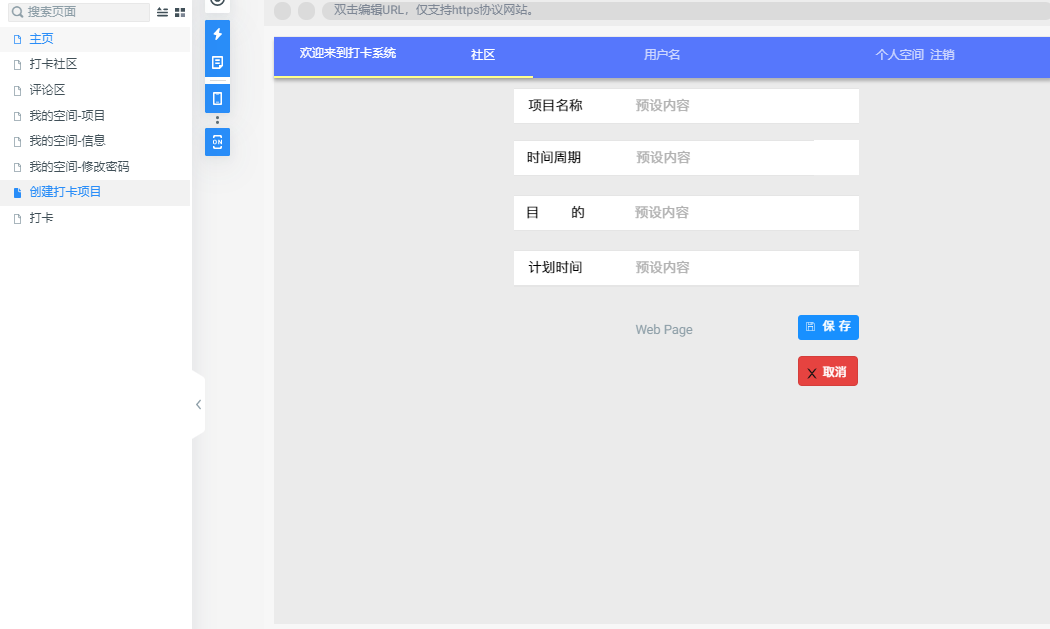 搜索页面
主页
打卡社区
评论区
我的空间-项目
我的空间-信息
我的空间-修改密码
创建打卡项目
打卡
ON
双击编辑URL，仅支持https协议网站。
欢迎来到打卡系统 社区 用户名 个人空间 注销
项目名称 预设内容
时间周期 预设内容
目 的 预设内容
计划时间 预设内容
Web Page
保 存
取消